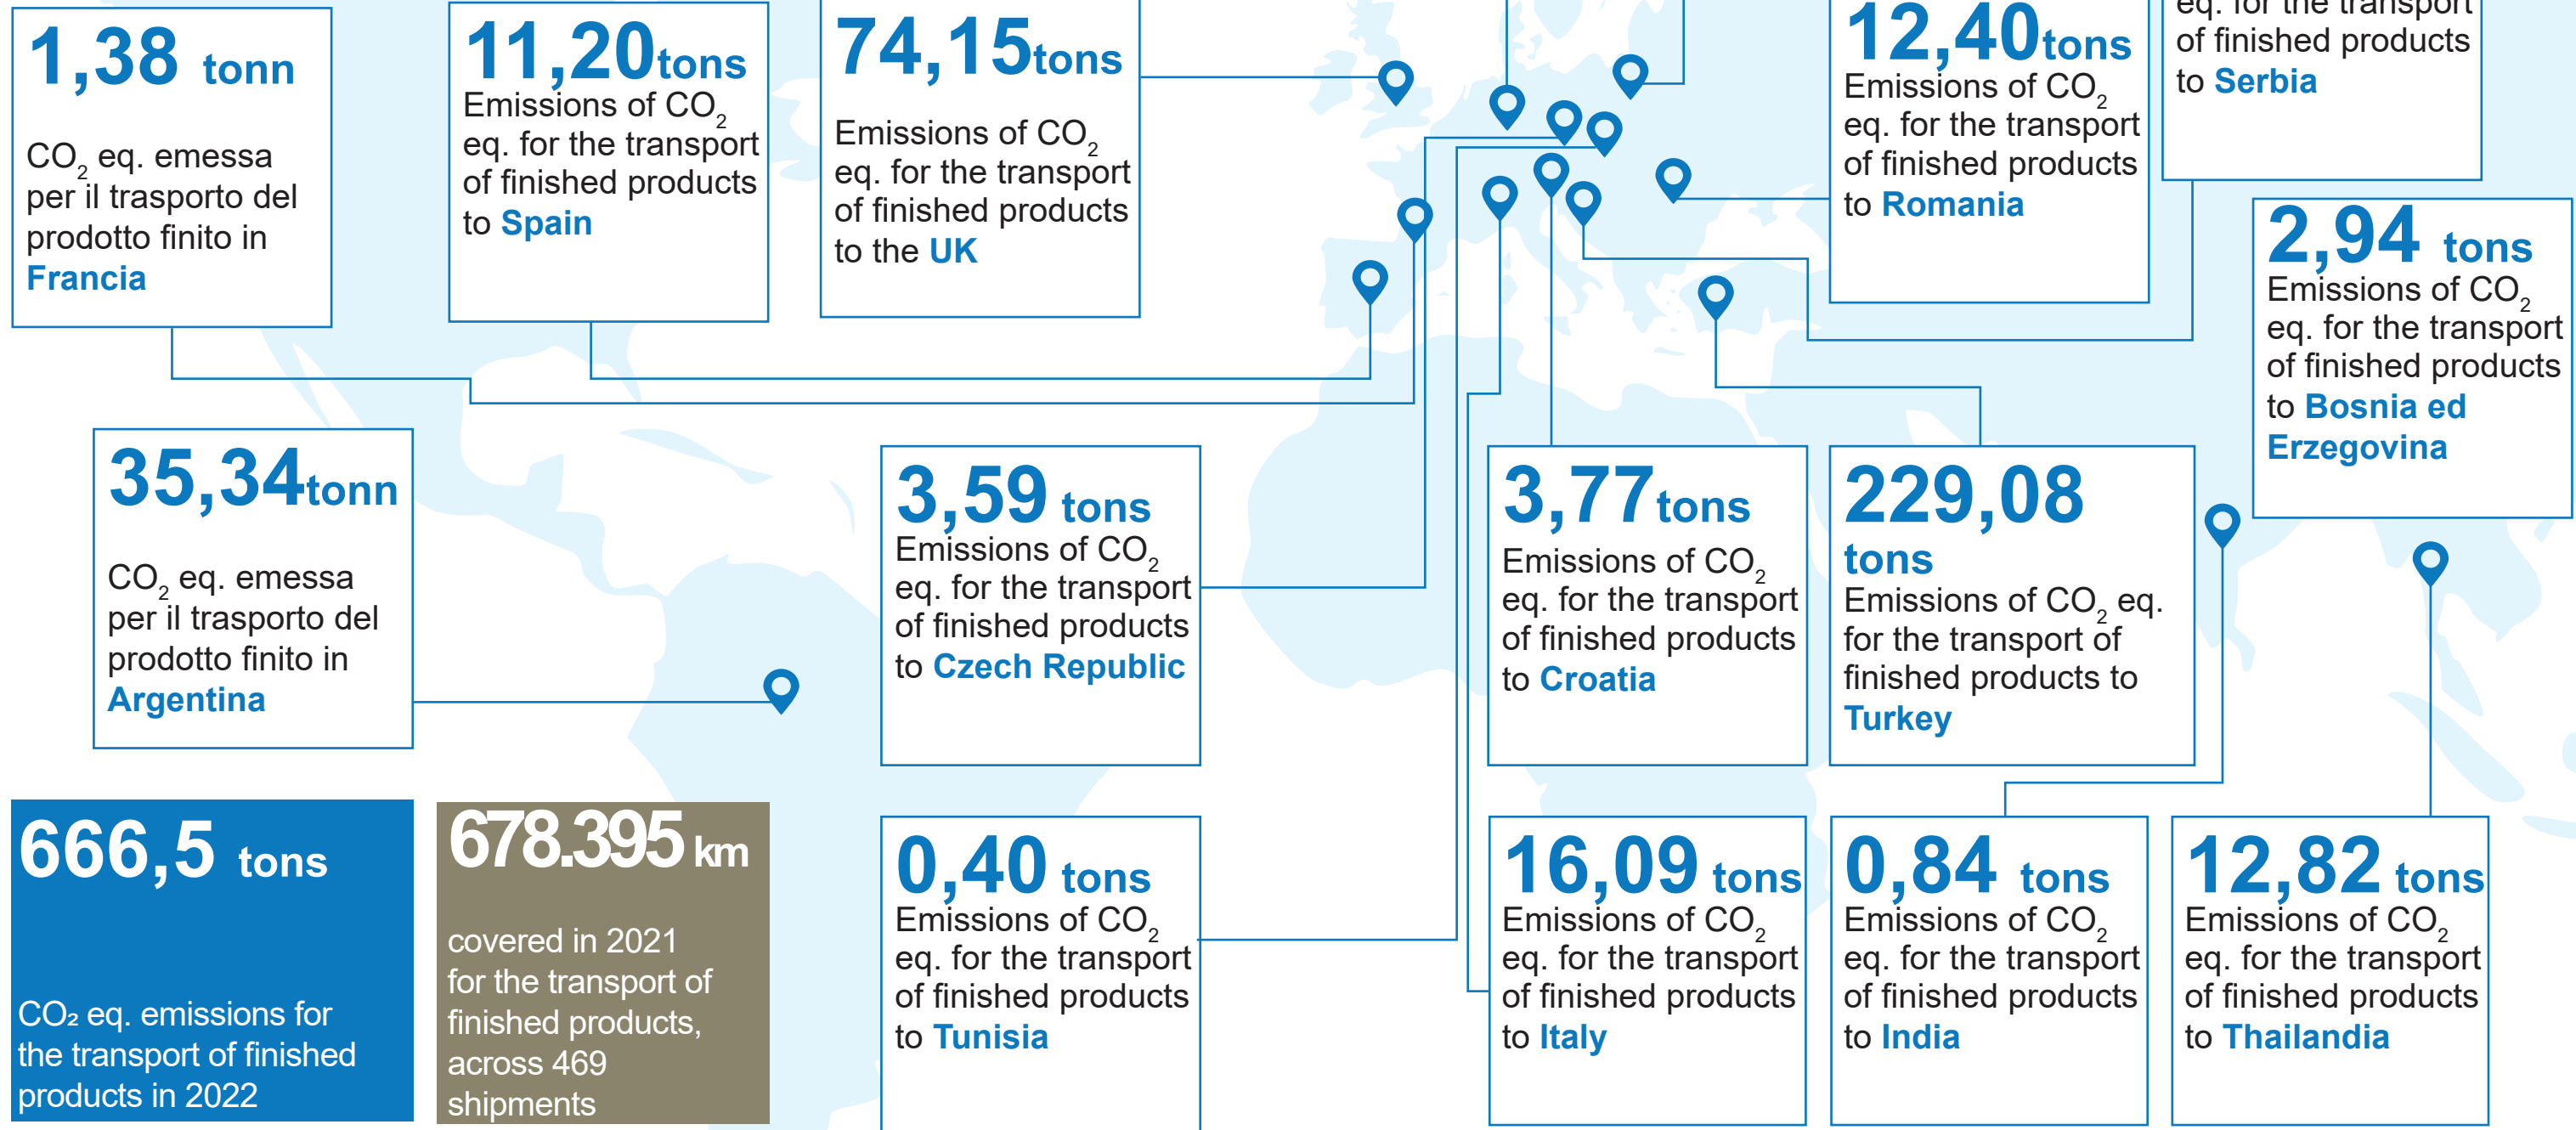 1,38 tonn
CO2 eq. emessa
per il trasporto del
prodotto finito in
Francia
11,20tons
Emissions of CO2
eq. for the transport
of finished products
to Spain
74,15tons
Emissions of CO2
eq. for the transport
of finished products
to the UK
12,40tons
Emissions of CO2
eq. for the transport
of finished products
to Romania
eq. for the transport
of finished products
to Serbia
2,94 tons
Emissions of CO2
eq. for the transport
of finished products
to Bosnia ed
Erzegovina
35,34tonn
CO2 eq. emessa
per il trasporto del
prodotto finito in
Argentina
3,59 tons
Emissions of CO2
eq. for the transport
of finished products
to Czech Republic
3,77tons
Emissions of CO2
eq. for the transport
of finished products
to Croatia
229,08
tons
Emissions of CO2 eq.
for the transport of
finished products to
Turkey
666,5 tons
CO₂ eq. emissions for
the transport of finished
products in 2022
678.395 km
covered in 2021
for the transport of
finished products,
across 469
shipments
0,40 tons
Emissions of CO2
eq. for the transport
of finished products
to Tunisia
16,09 tons
Emissions of CO2
eq. for the transport
of finished products
to Italy
0,84 tons
Emissions of CO2
eq. for the transport
of finished products
to India
12,82 tons
Emissions of CO2
eq. for the transport
of finished products
to Thailandia